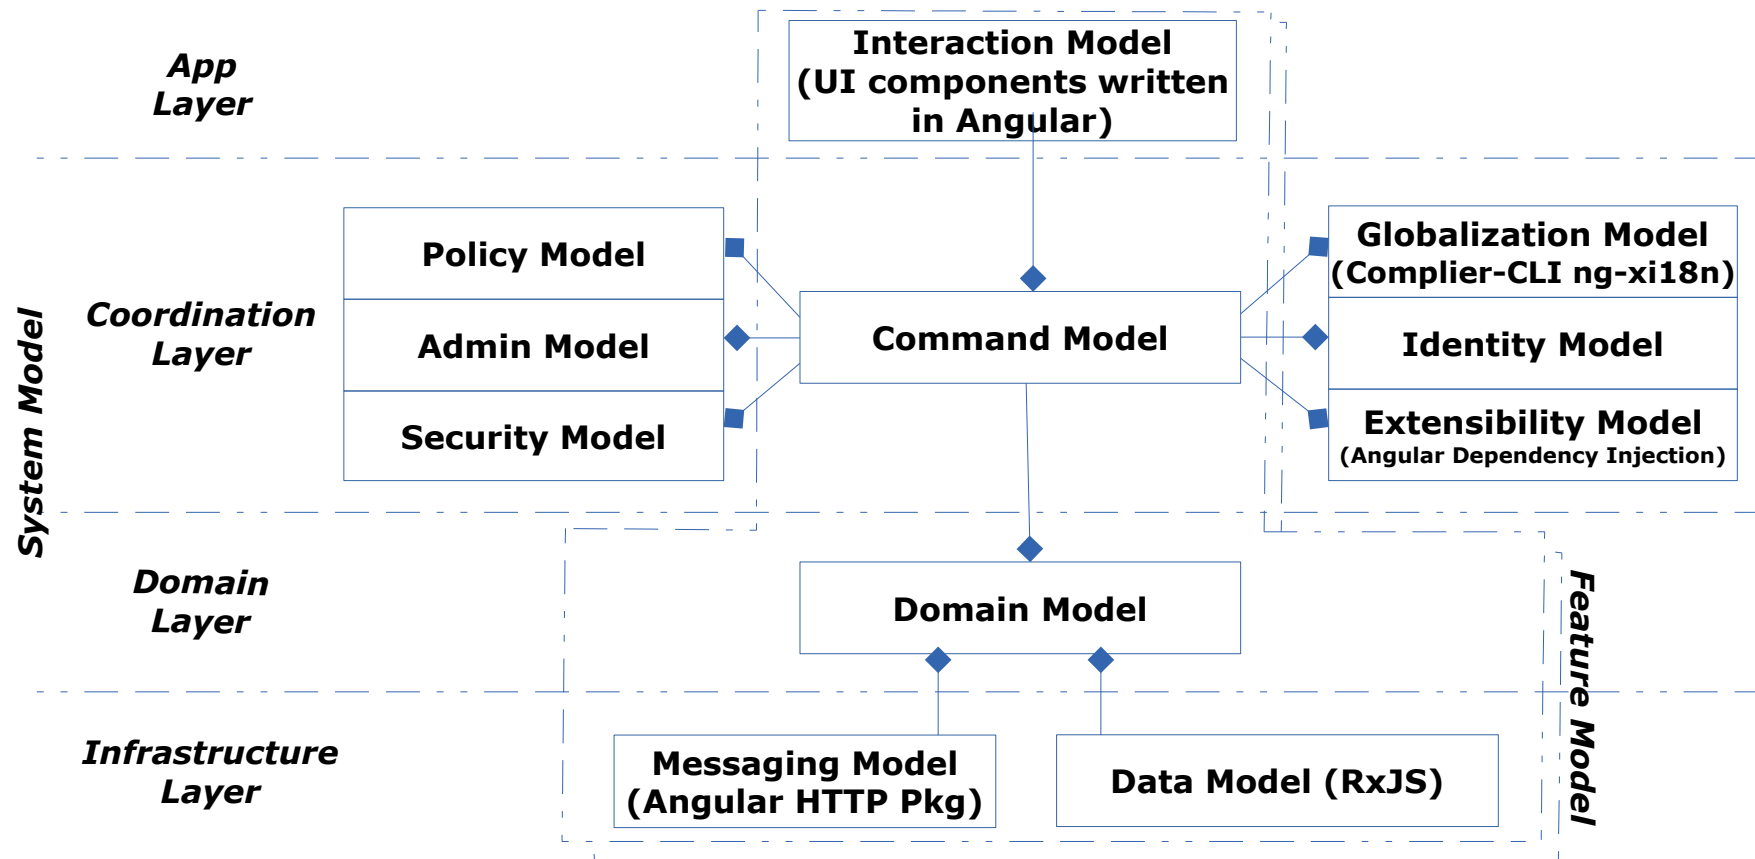 App
Layer
Interaction Model
(UI components written
in Angular)
System Model
Coordination
Layer
Policy Model
Admin Model
Security Model
Command Model
Globalization Model
(Complier-CLI ng-xi18n)
Identity Model
Extensibility Model
(Angular Dependency Injection)
Domain
Layer
Domain Model
Feature Model
Infrastructure
Layer
Messaging Model
(Angular HTTP Pkg)
Data Model (RxJS)